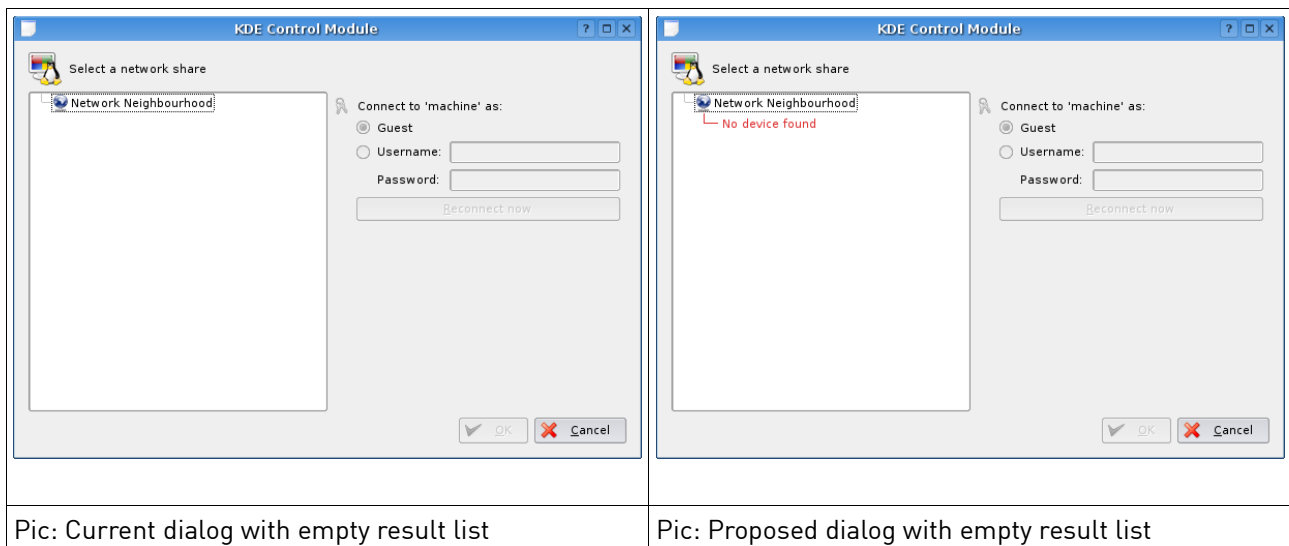 KDE Control Module
Select a network share
Network Neighbourhood
Connect to 'machine' as:
Guest
Username:
Password:
Reconnect now
OK
Cancel
Pic: Current dialog with empty result list
KDE Control Module
Select a network share
Network Neighbourhood
No device found
Connect to 'machine' as:
Guest
Username:
Password:
Reconnect now
OK
Cancel
Pic: Proposed dialog with empty result list